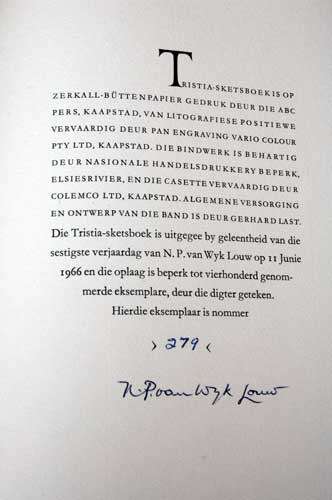 TRISTIA-SKETSBOEK IS OP
ZERKALL-BÜTTENPAPIER GEDRUK DEUR DIE ABC
PERS, KAAPSTAD, VAN LITOGRAFIESE POSITIEWE
VERVAARDIG DEUR PAN ENGRAVING VARIO COLOUR
PTY LTD, KAAPSTAD. DIE BINDWERK IS BEHARTIG
DEUR NASIONALE HANDELSDRUKKERY BEPERK,
ELSIESRIVIER, EN DIE CASETTE VERVAARDIG DEUR
COLEMCO LTD, KAAPSTAD. ALGEMENE VERSORGING
EN ONTWERP VAN DIE BAND IS DEUR GERHARD LAST.
Die Tristia-sketsboek is uitgegee by geleentheid van die
sestigste verjaardag van N. P. van Wyk Louw op 11 Junie
1966 en die oplaag is beperk tot vierhonderd genom-
merde eksemplare, deur die digter geteken.
Hierdie eksemplaar is nommer
› 279 ‹
N.P. van Wyk Louw